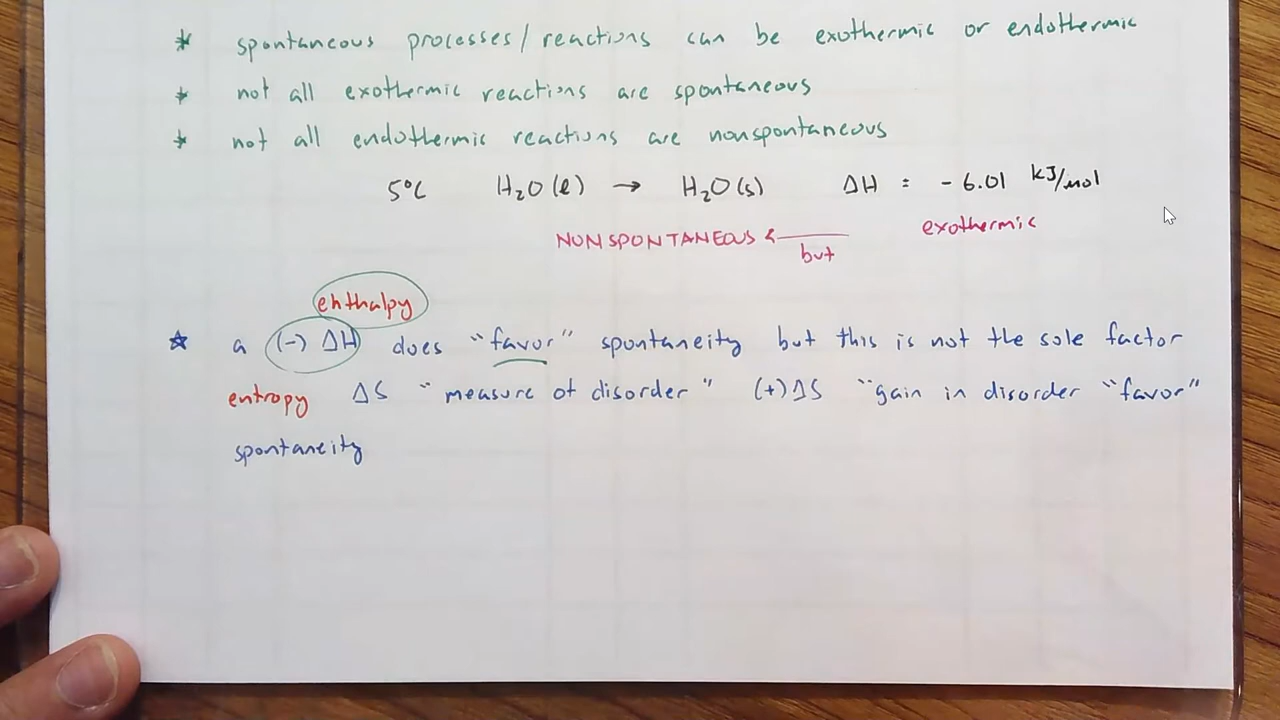 * spontaneous processes/reactions can be exothermic or endothermic
* not all exothermic reactions are spontaneous
* not all endothermic reactions are nonspontaneous
5°C H₂O(l) → H₂O(s) ΔH = -6.01 kJ/mol
NONSPONTANEOUS ← but exothermic
enthalpy
☆ a (-) ΔH does "favor" spontaneity but this is not the sole factor
entropy ΔS "measure of disorder" (+)ΔS "gain in disorder "favor"
spontaneity